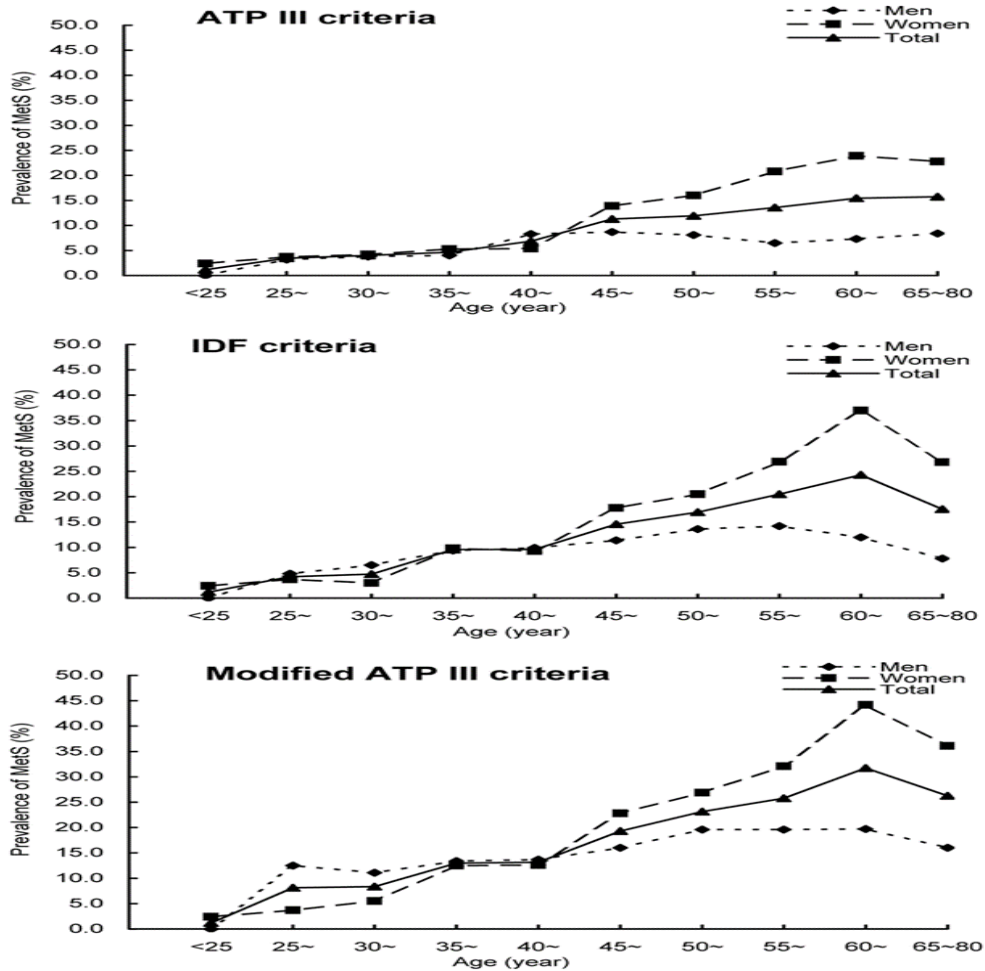 ATP III criteria
Men
Women
Total
Prevalence of MetS (%)
50.0
45.0
40.0
35.0
30.0
25.0
20.0
15.0
10.0
5.0
0.0
<25 25~ 30~ 35~ 40~ 45~ 50~ 55~ 60~ 65~80
Age (year)
IDF criteria
Men
Women
Total
Prevalence of MetS (%)
50.0
45.0
40.0
35.0
30.0
25.0
20.0
15.0
10.0
5.0
0.0
<25 25~ 30~ 35~ 40~ 45~ 50~ 55~ 60~ 65~80
Age (year)
Modified ATP III criteria
Men
Women
Total
Prevalence of MetS (%)
50.0
45.0
40.0
35.0
30.0
25.0
20.0
15.0
10.0
5.0
0.0
<25 25~ 30~ 35~ 40~ 45~ 50~ 55~ 60~ 65~80
Age (year)